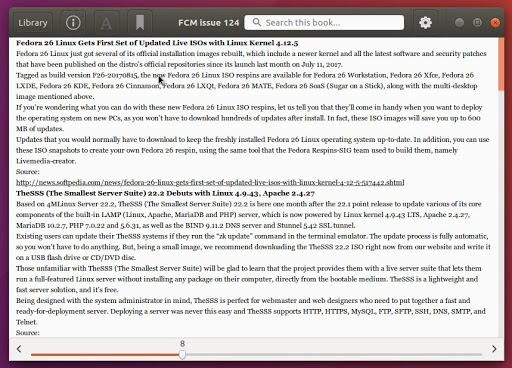 Library
FCM issue 124
Search this book...
Fedora 26 Linux Gets First Set of Updated Live ISOs with Linux Kernel 4.12.5
Fedora 26 Linux just got several of its official installation images rebuilt, which include a newer kernel and all the latest software and security patches
that have been published on the distro's official repositories since its launch month on July 11, 2017.
Tagged as build version F26-20170815, the new Fedora 26 Linux ISO respins are available for Fedora 26 Workstation, Fedora 26 Xfce, Fedora 26
LXDE, Fedora 26 KDE, Fedora 26 Cinnamon, Fedora 26 LXQt, Fedora 26 MATE, Fedora 26 SoaS (Sugar on a Stick), along with the multi-desktop
image mentioned above.
If you're wondering what you can do with these new Fedora 26 Linux ISO respins, let us tell you that they'll come in handy when you want to deploy
the operating system on new PCs, as you won't have to download hundreds of updates after install. In fact, these ISO images will save you up to 600
MB of updates.
Updates that you would normally have to download to keep the freshly installed Fedora 26 Linux operating system up-to-date. In addition, you can use
these ISO snapshots to create your own Fedora 26 respin, using the same tool that the Fedora Respins-SIG team used to build them, namely
Livemedia-creator.
Source:
http://news.softpedia.com/news/fedora-26-linux-gets-first-set-of-updated-live-isos-with-linux-kernel-4-12-5-517442.shtml
TheSSS (The Smallest Server Suite) 22.2 Debuts with Linux 4.9.43, Apache 2.4.27
Based on 4MLinux Server 22.2, TheSSS (The Smallest Server Suite) 22.2 is here one month after the 22.1 point release to update various of its core
components of the built-in LAMP (Linux, Apache, MariaDB and PHP) server, which is now powered by Linux kernel 4.9.43 LTS, Apache 2.4.27,
MariaDB 10.2.7, PHP 7.0.22 and 5.6.31, as well as the BIND 9.11.2 DNS server and Stunnel 5.42 SSL tunnel.
Existing users can update their TheSSS systems if they run the "zk update" command in the terminal emulator. The update process is fully automatic,
so you won't have to do anything. But, being a small image, we recommend downloading the TheSSS 22.2 ISO right now from our website and write it
on a USB flash drive or CD/DVD disc.
Those unfamiliar with TheSSS (The Smallest Server Suite) will be glad to learn that the project provides them with a live server suite that lets them
run a full-featured Linux server without installing any package on their computer, directly from the bootable medium. TheSSS is a lightweight and
fast server solution, and it's free.
Being designed with the system administrator in mind, TheSSS is perfect for webmaster and web designers who need to put together a fast and
ready-for-deployment server. Deploying a server was never this easy and TheSSS supports HTTP, HTTPS, MySQL, FTP, SFTP, SSH, DNS, SMTP, and
Telnet.
Source:
8